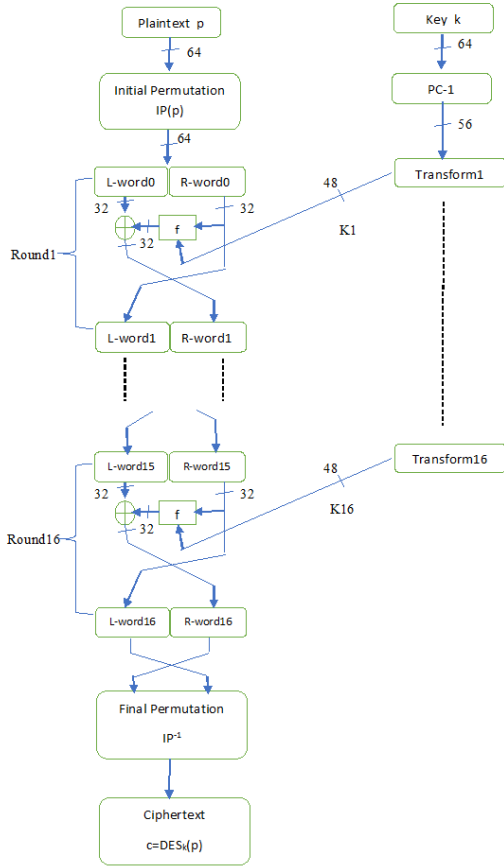 Plaintext p
Key k
64
64
Initial Permutation
IP(p)
PC-1
64
56
L-word0
R-word0
Transform1
48
32
32
f
32
K1
Round1
L-word1
R-word1
L-word15
R-word15
Transform16
48
32
32
f
32
K16
Round16
L-word16
R-word16
Final Permutation
IP⁻¹
Ciphertext
c=DESₖ(p)